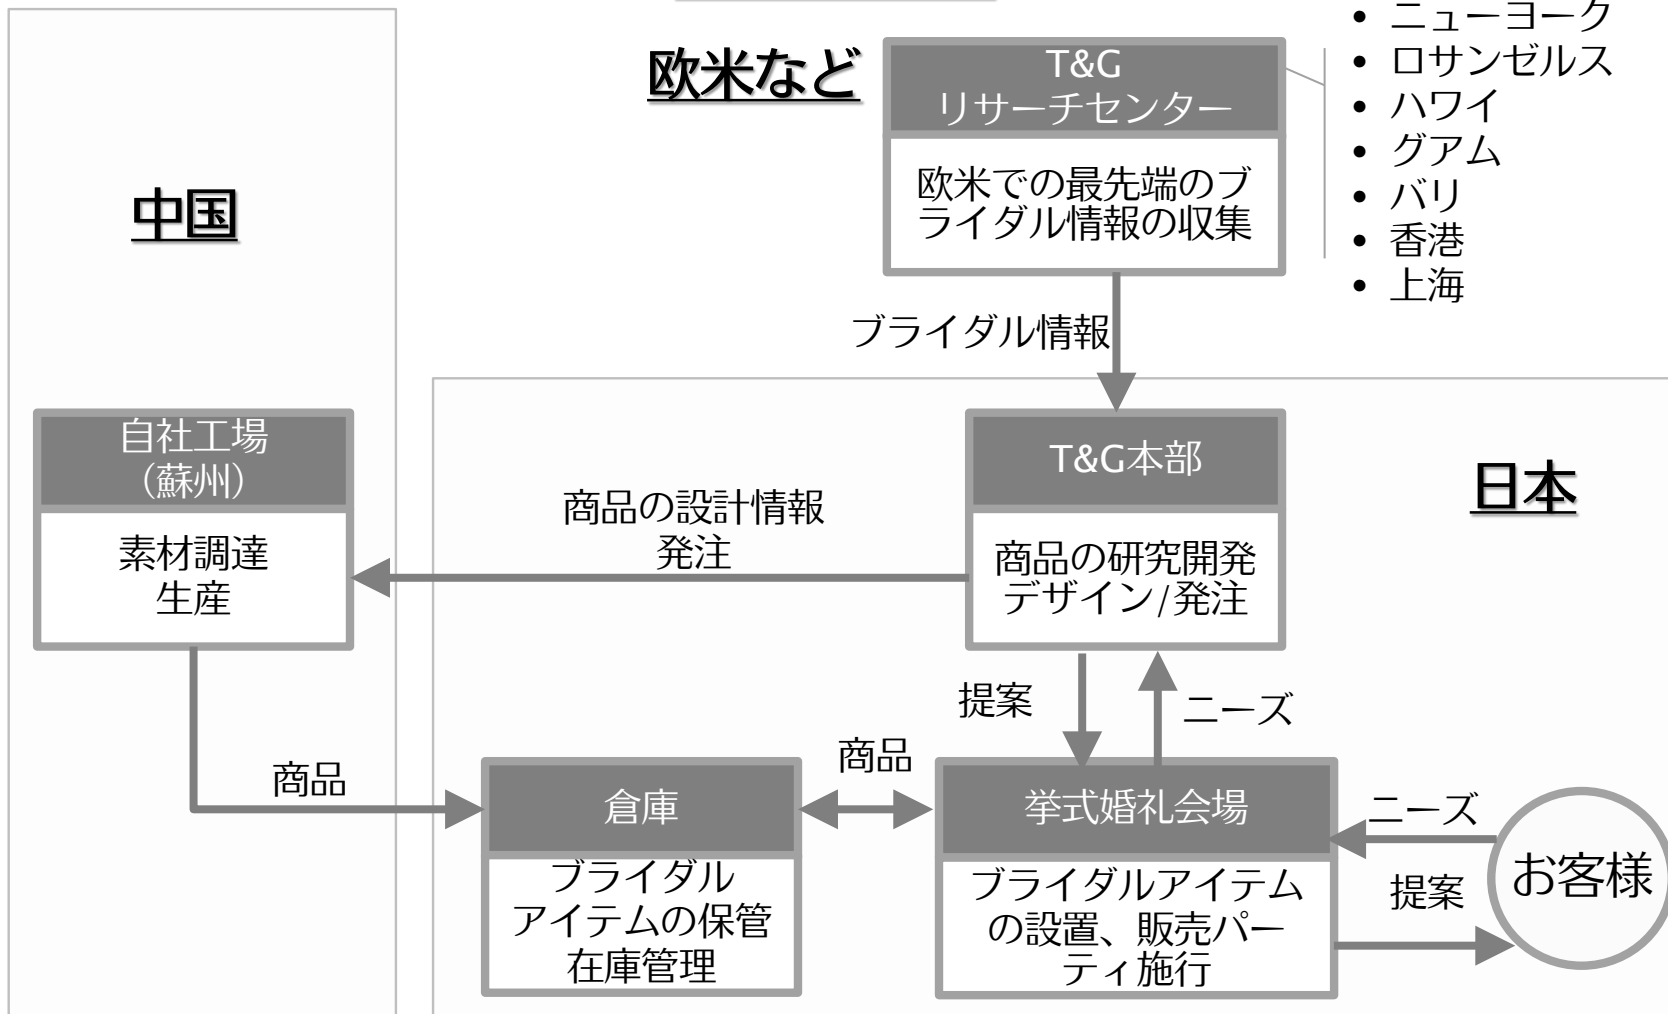 • ニューヨーク
• ロサンゼルス
• ハワイ
• グアム
• バリ
• 香港
• 上海
欧米など
T&G
リサーチセンター
欧米での最先端のブ
ライダル情報の収集
中国
ブライダル情報
自社工場
（蘇州）
素材調達
生産
商品の設計情報
発注
T&G本部
商品の研究開発
デザイン/発注
日本
提案
ニーズ
商品
商品
倉庫
ブライダル
アイテムの保管
在庫管理
挙式婚礼会場
ブライダルアイテム
の設置、販売パー
ティ施行
ニーズ
提案
お客様